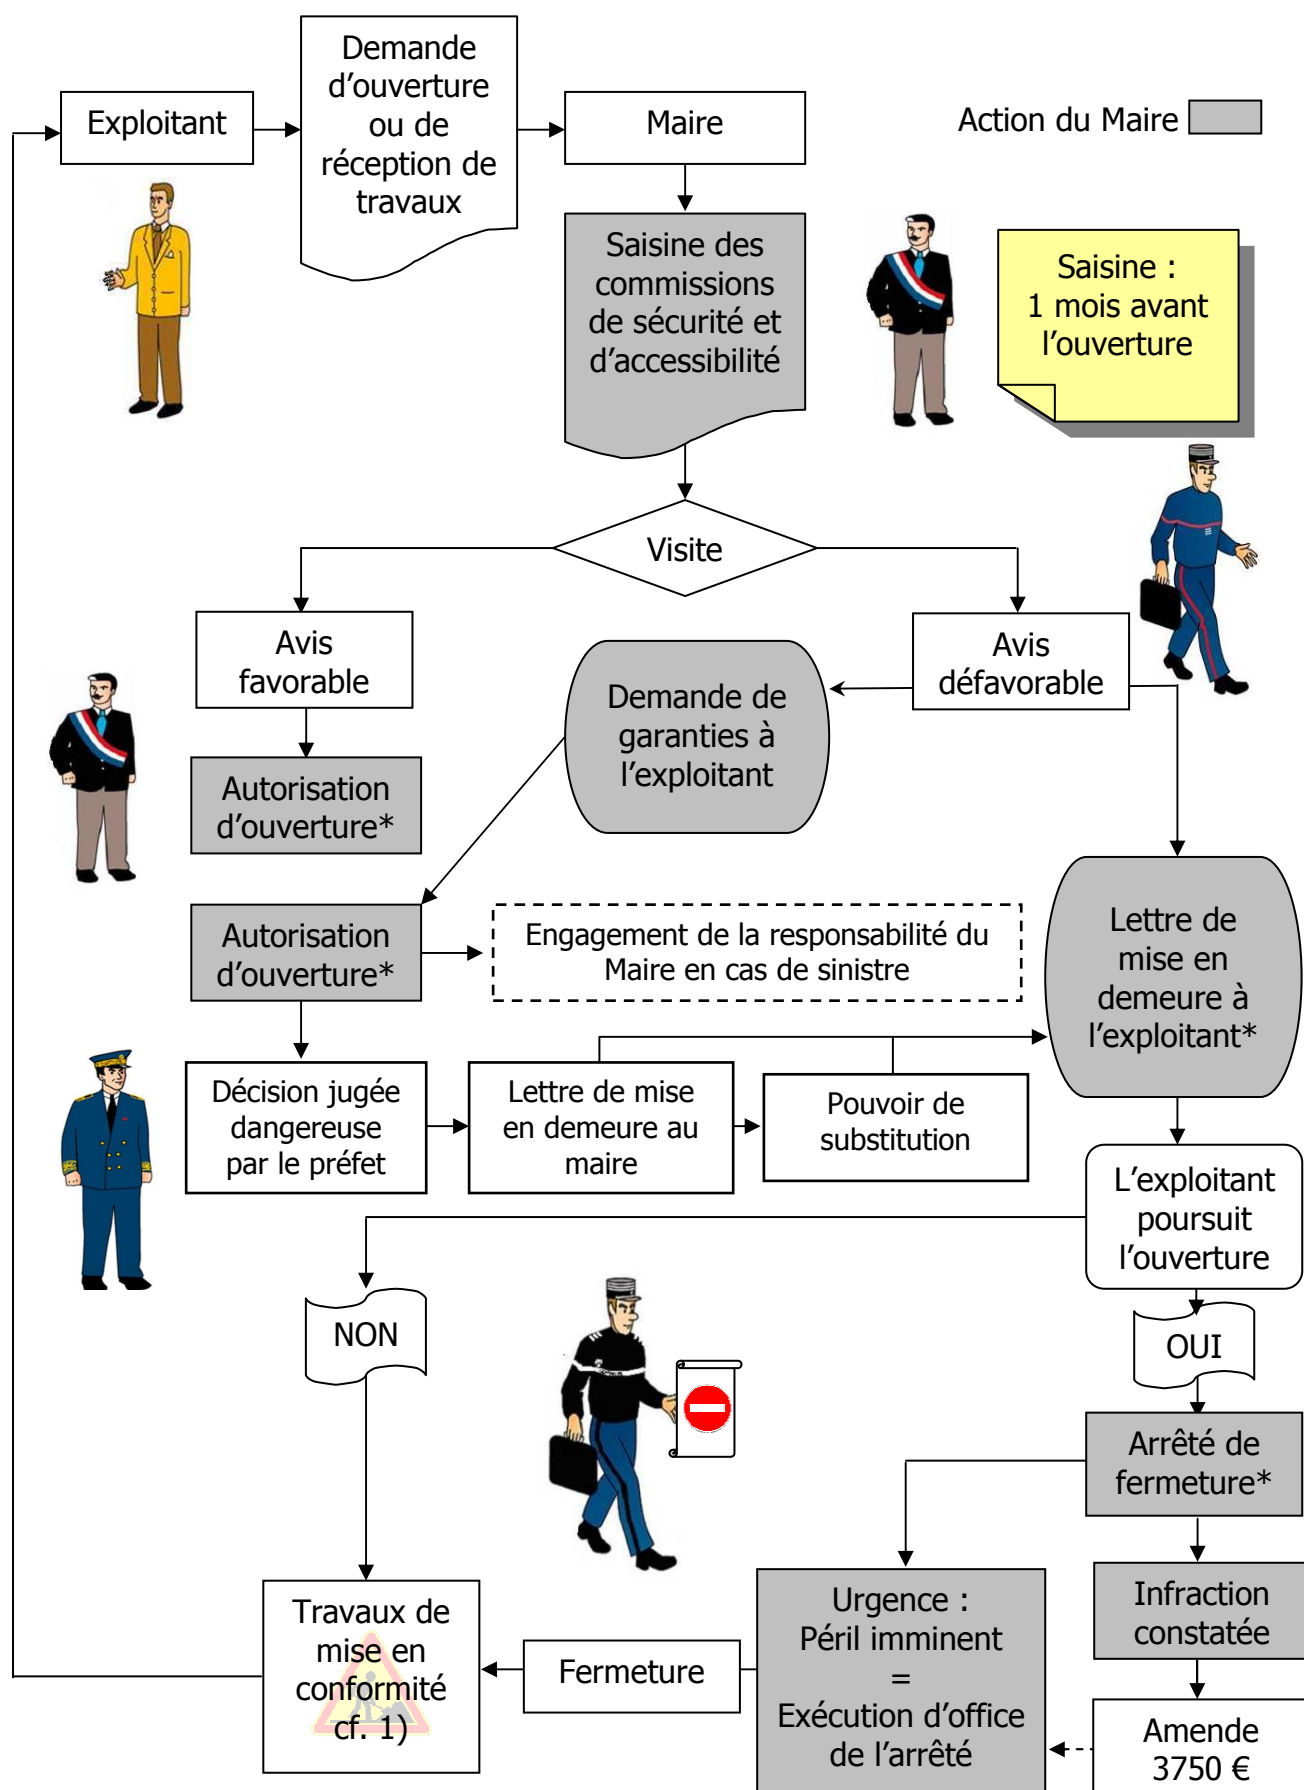 Exploitant
Demande
d'ouverture
ou de
réception de
travaux
Maire
Action du Maire
Saisine des
commissions
de sécurité et
d'accessibilité
Saisine :
1 mois avant
l'ouverture
Visite
Avis
favorable
Avis
défavorable
Demande de
garanties à
l'exploitant
Autorisation
d'ouverture*
Autorisation
d'ouverture*
Engagement de la responsabilité du
Maire en cas de sinistre
Lettre de
mise en
demeure à
l'exploitant*
Décision jugée
dangereuse
par le préfet
Lettre de mise
en demeure au
maire
Pouvoir de
substitution
L'exploitant
poursuit
l'ouverture
NON
OUI
Arrêté de
fermeture*
Infraction
constatée
Urgence :
Péril imminent
=
Exécution d'office
de l'arrêté
Fermeture
Travaux de
mise en
conformité
cf. 1)
Amende
3750 €